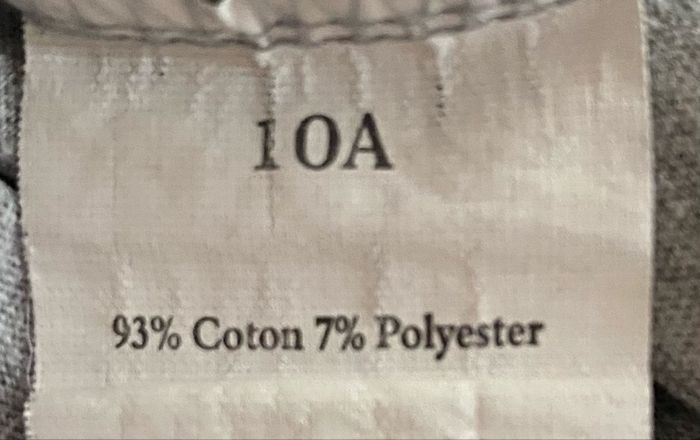 10A
93% Coton 7% Polyester